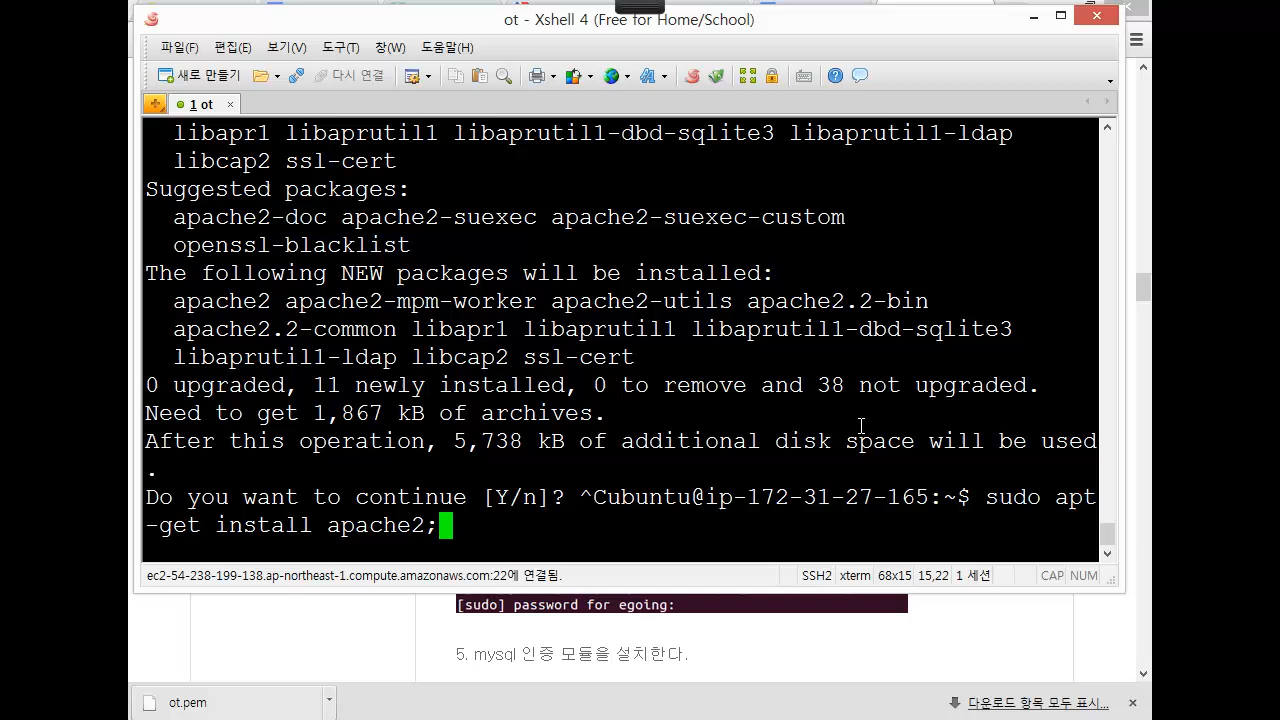 ot - Xshell 4 (Free for Home/School)
파일(F) 편집(E) 보기(V) 도구(T) 창(W) 도움말(H)
새로 만들기 다시 연결
1 ot
libapr1 libaprutil1 libaprutil1-dbd-sqlite3 libaprutil1-ldap
libcap2 ssl-cert
Suggested packages:
apache2-doc apache2-suexec apache2-suexec-custom
openssl-blacklist
The following NEW packages will be installed:
apache2 apache2-mpm-worker apache2-utils apache2.2-bin
apache2.2-common libapr1 libaprutil1 libaprutil1-dbd-sqlite3
libaprutil1-ldap libcap2 ssl-cert
0 upgraded, 11 newly installed, 0 to remove and 38 not upgraded.
Need to get 1,867 kB of archives.
After this operation, 5,738 kB of additional disk space will be used
.
Do you want to continue [Y/n]? ^Cubuntu@ip-172-31-27-165:~$ sudo apt
-get install apache2;
ec2-54-238-199-138.ap-northeast-1.compute.amazonaws.com:22에 연결됨. SSH2 xterm 68x15 15,22 1 세션 CAP NUM
[sudo] password for egoing:
5. mysql 인증 모듈을 설치한다.
ot.pem 다운로드 항목 모두 표시...